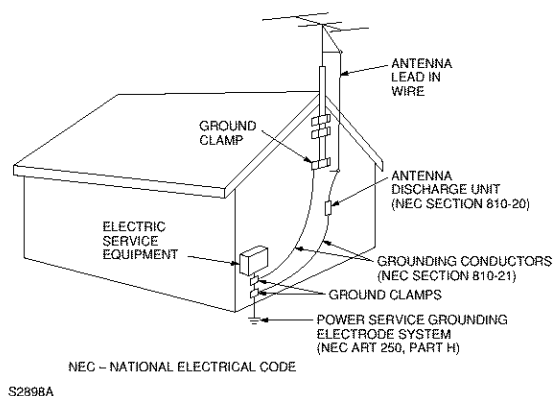 ANTENNA
LEAD IN
WIRE
GROUND
CLAMP
ANTENNA
DISCHARGE UNIT
(NEC SECTION 810-20)
ELECTRIC
SERVICE
EQUIPMENT
GROUNDING CONDUCTORS
(NEC SECTION 810-21)
GROUND CLAMPS
POWER SERVICE GROUNDING
ELECTRODE SYSTEM
(NEC ART 250, PART H)
NEC – NATIONAL ELECTRICAL CODE
S2898A